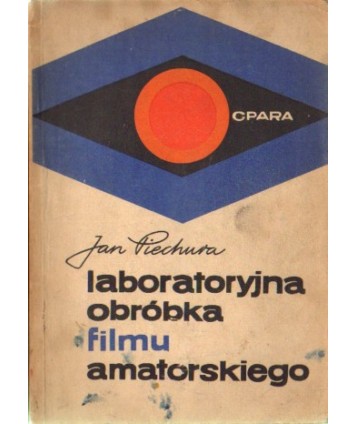 CPARA
Jan Piechura
laboratoryjna
obróbka
filmu
amatorskiego